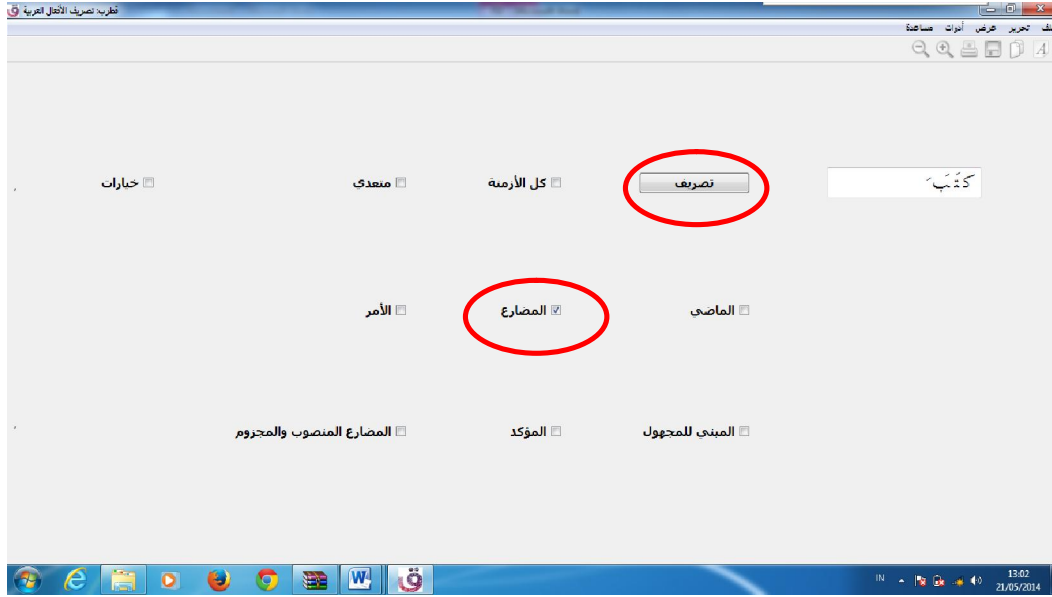 قطرب: تصريف الأفعال العربية
تحرير عرض أدوات مساعدة
كَتَبَ
تصريف
كل الأزمنة
متعدي
خيارات
الماضي
المضارع
الأمر
المبني للمجهول
المؤكد
المضارع المنصوب والمجزوم
IN
13:02
21/05/2014